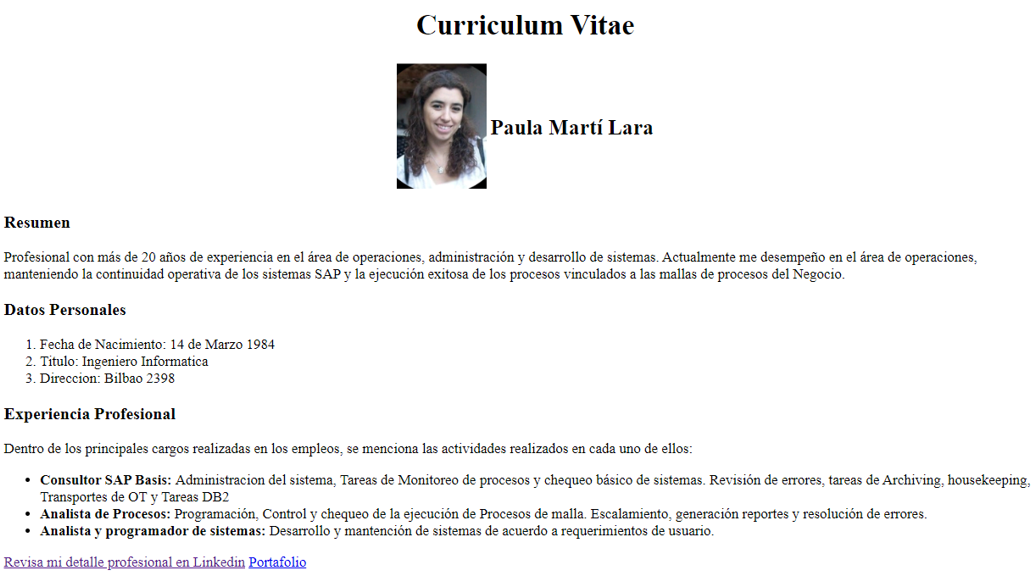 Curriculum Vitae
Paula Martí Lara
Resumen
Profesional con más de 20 años de experiencia en el área de operaciones, administración y desarrollo de sistemas. Actualmente me desempeño en el área de operaciones,
manteniendo la continuidad operativa de los sistemas SAP y la ejecución exitosa de los procesos vinculados a las mallas de procesos del Negocio.
Datos Personales
1. Fecha de Nacimiento: 14 de Marzo 1984
2. Titulo: Ingeniero Informatica
3. Direccion: Bilbao 2398
Experiencia Profesional
Dentro de los principales cargos realizadas en los empleos, se menciona las actividades realizados en cada uno de ellos:
• Consultor SAP Basis: Administracion del sistema, Tareas de Monitoreo de procesos y chequeo básico de sistemas. Revisión de errores, tareas de Archiving, housekeeping,
Transportes de OT y Tareas DB2
• Analista de Procesos: Programación, Control y chequeo de la ejecución de Procesos de malla. Escalamiento, generación reportes y resolución de errores.
• Analista y programador de sistemas: Desarrollo y mantención de sistemas de acuerdo a requerimientos de usuario.
Revisa mi detalle profesional en Linkedin Portafolio